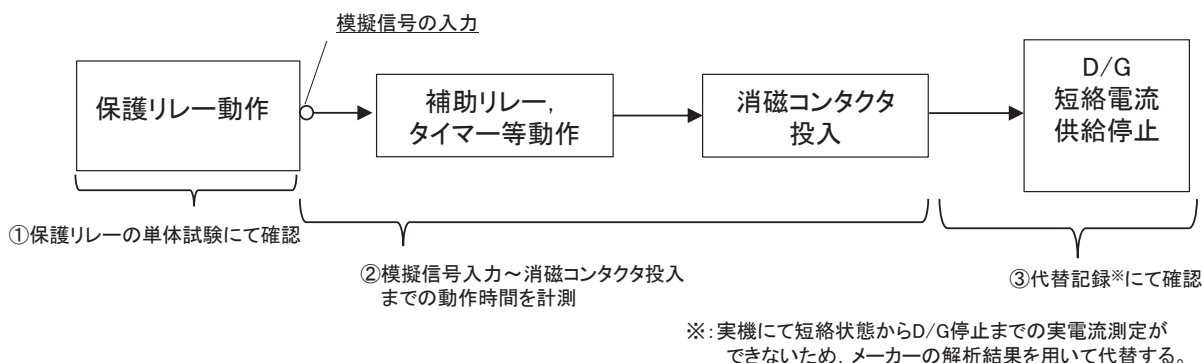 模擬信号の入力
保護リレー動作
補助リレー，
タイマー等動作
消磁コンタクタ
投入
D/G
短絡電流
供給停止
①保護リレーの単体試験にて確認
②模擬信号入力～消磁コンタクタ投入
までの動作時間を計測
③代替記録※にて確認
※：実機にて短絡状態からD/G停止までの実電流測定が
できないため，メーカーの解析結果を用いて代替する。